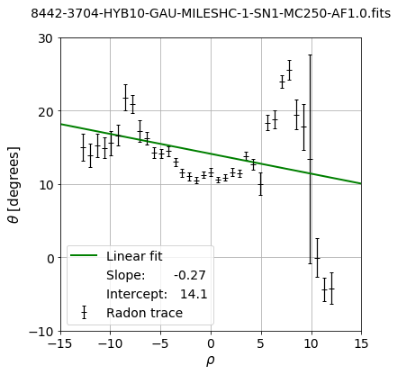 8442-3704-HYB10-GAU-MILESHC-1-SN1-MC250-AF1.0.fits
30
20
10
0
−10
θ [degrees]
Linear fit
Slope: -0.27
Intercept: 14.1
Radon trace
−15 −10 −5 0 5 10 15
ρ